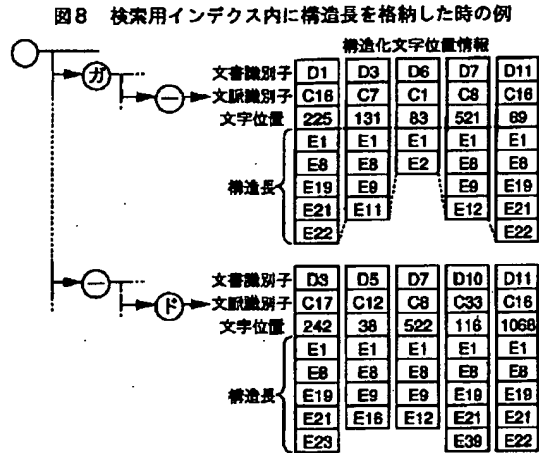 図8 検索用インデクス内に構造長を格納した時の例
構造化文字位置情報
ガ
ー
文書識別子 D1 D3 D6 D7 D11
文脈識別子 C16 C7 C1 C8 C16
文字位置 225 131 83 521 69
構造長
E1 E1 E1 E1 E1
E8 E8 E2 E8 E8
E19 E9 E9 E19
E21 E11 E12 E21
E22 E22
ー
ド
文書識別子 D3 D5 D7 D10 D11
文脈識別子 C17 C12 C8 C33 C16
文字位置 242 38 522 116 1068
構造長
E1 E1 E1 E1 E1
E8 E8 E8 E8 E8
E19 E9 E9 E19 E19
E21 E16 E12 E21 E21
E23 E39 E22